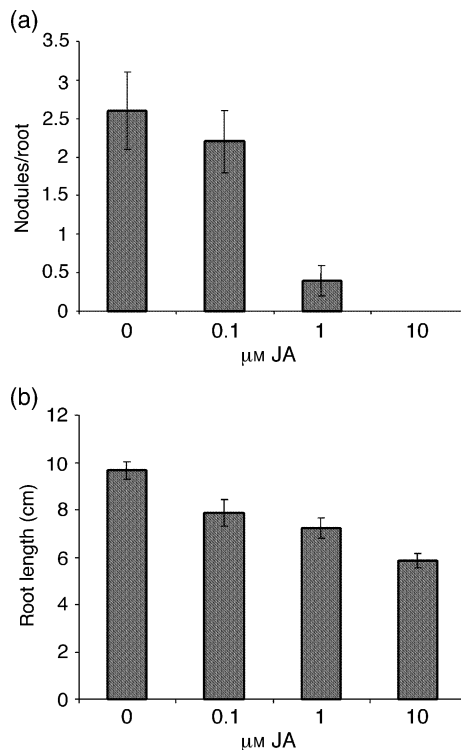 (a)
3.5
3
2.5
2
1.5
1
0.5
0
Nodules/root
0 0.1 1 10
μM JA
(b)
12
10
8
6
4
2
0
Root length (cm)
0 0.1 1 10
μM JA